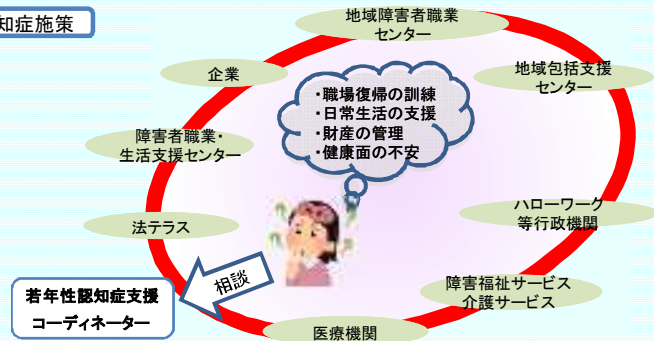 知症施策
地域障害者職業
センター
企業
地域包括支援
センター
・職場復帰の訓練
・日常生活の支援
・財産の管理
・健康面の不安
障害者職業・
生活支援センター
ハローワーク
等行政機関
法テラス
相談
障害福祉サービス
介護サービス
若年性認知症支援
コーディネーター
医療機関